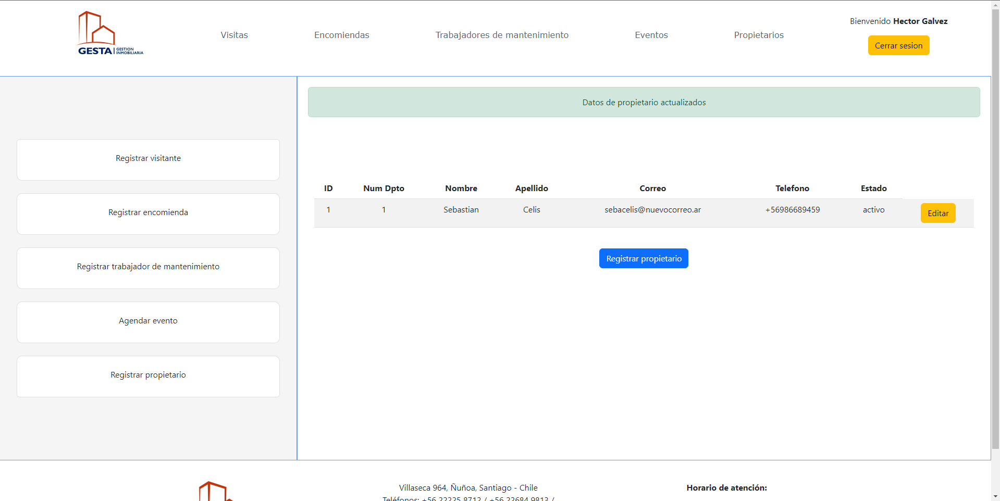 GESTA | GESTION INMOBILIARIA
Visitas
Encomiendas
Trabajadores de mantenimiento
Eventos
Propietarios
Bienvenido Hector Galvez
Cerrar sesion
Registrar visitante
Registrar encomienda
Registrar trabajador de mantenimiento
Agendar evento
Registrar propietario
Datos de propietario actualizados
ID Num Dpto Nombre Apellido Correo Telefono Estado
1 1 Sebastian Celis sebacelis@nuevocorreo.ar +56986689459 activo Editar
Registrar propietario
Villaseca 964, Ñuñoa, Santiago - Chile
Teléfonos: +56 22225 8712 / +56 22684 9813 /
Horario de atención: